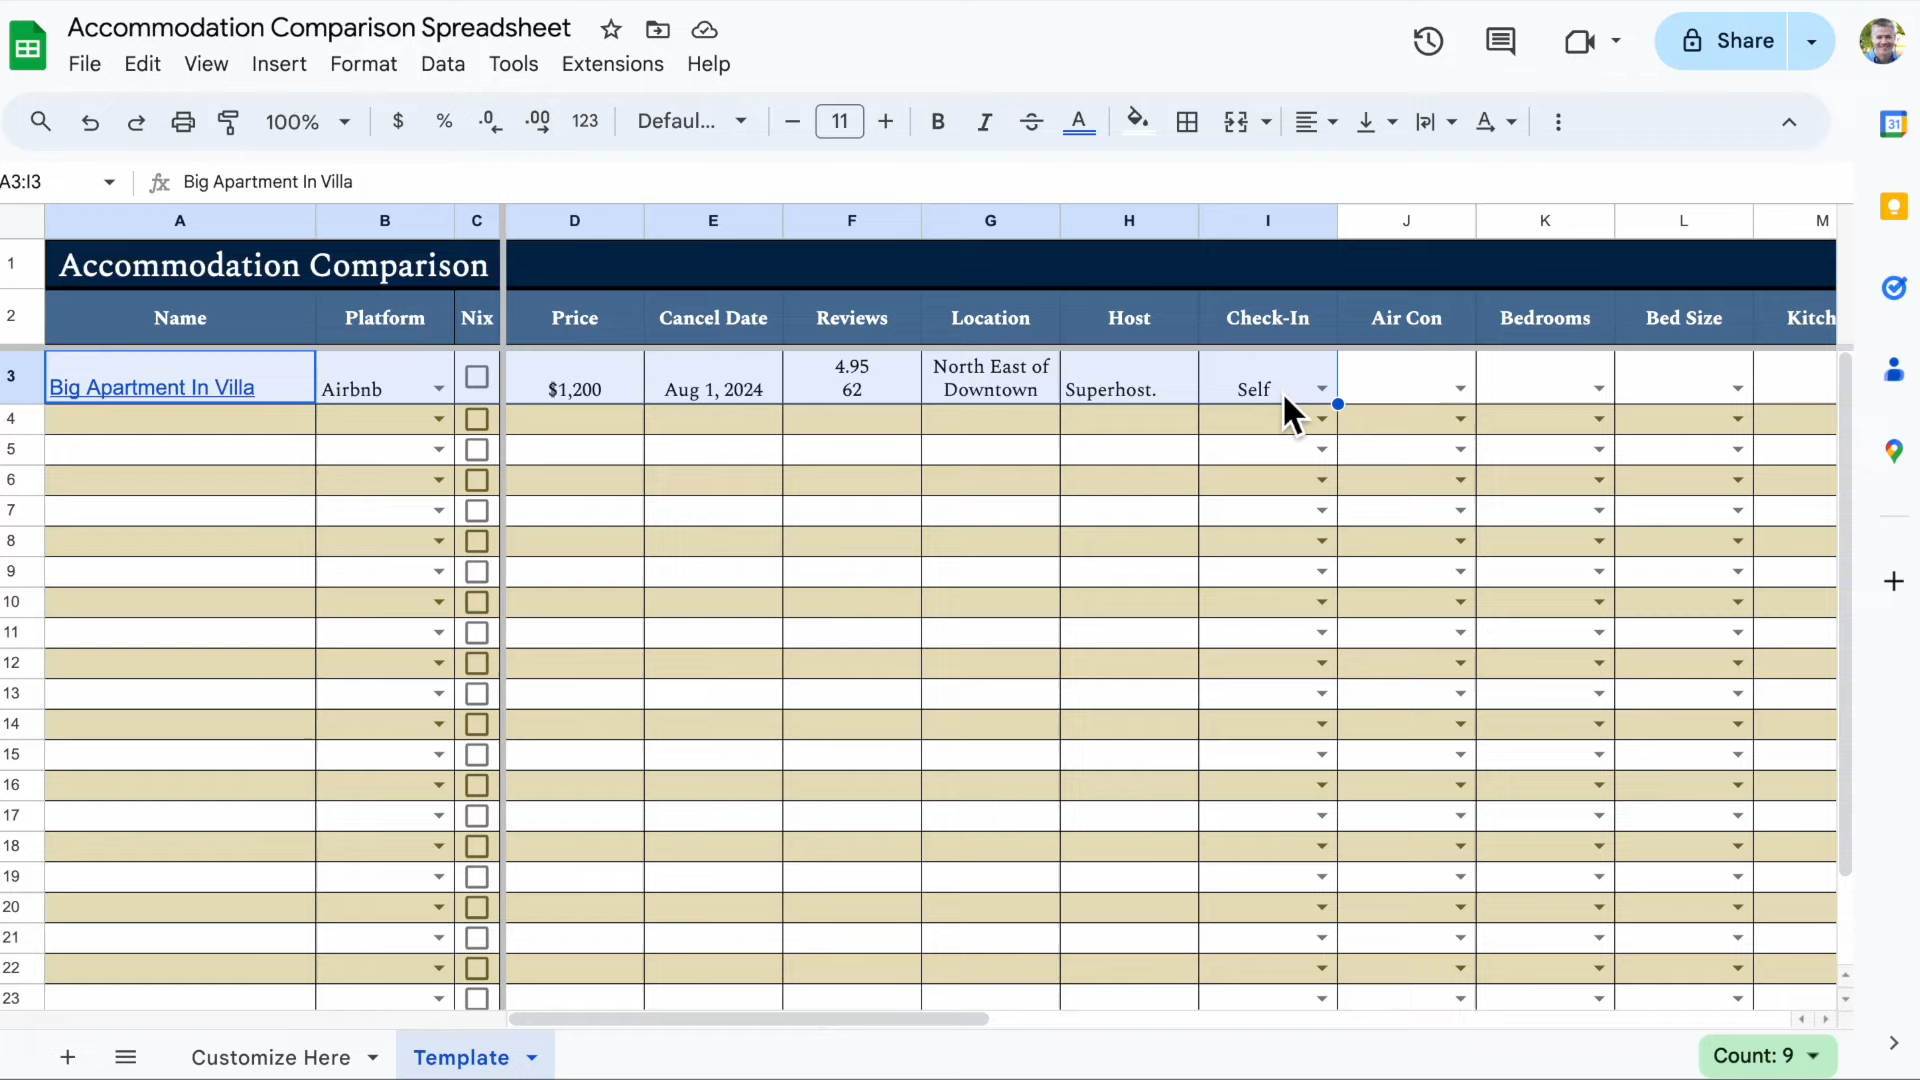 Accommodation Comparison Spreadsheet
File Edit View Insert Format Data Tools Extensions Help
Share
31
100% $ % .0 .00 123 Defaul... 11 B I S A A
A3:I3 fx Big Apartment In Villa
A B C D E F G H I J K L M
1 Accommodation Comparison
2 Name Platform Nix Price Cancel Date Reviews Location Host Check-In Air Con Bedrooms Bed Size Kitch
3 Big Apartment In Villa Airbnb $1,200 Aug 1, 2024 4.95 North East of Superhost. Self
62 Downtown
4
5
6
7
8
9
10
11
12
13
14
15
16
17
18
19
20
21
22
23
Customize Here Template Count: 9